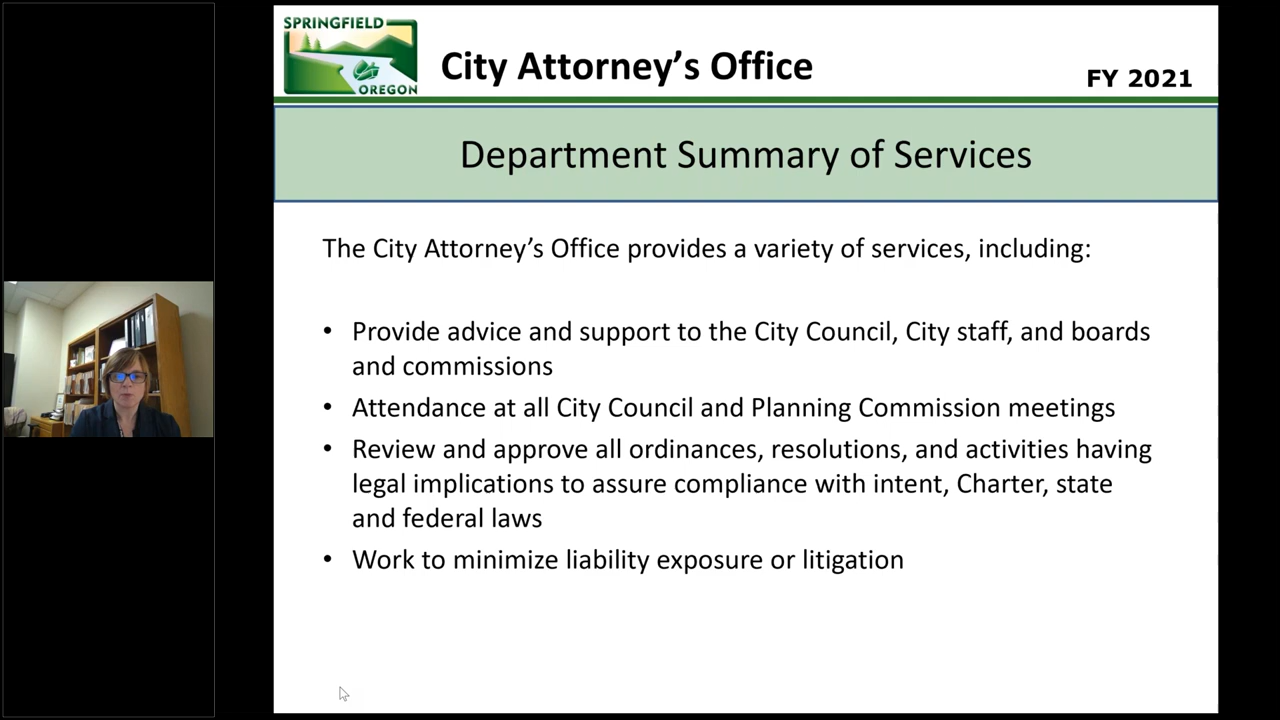 SPRINGFIELD
OREGON
City Attorney’s Office
FY 2021
Department Summary of Services
The City Attorney’s Office provides a variety of services, including:
• Provide advice and support to the City Council, City staff, and boards
and commissions
• Attendance at all City Council and Planning Commission meetings
• Review and approve all ordinances, resolutions, and activities having
legal implications to assure compliance with intent, Charter, state
and federal laws
• Work to minimize liability exposure or litigation